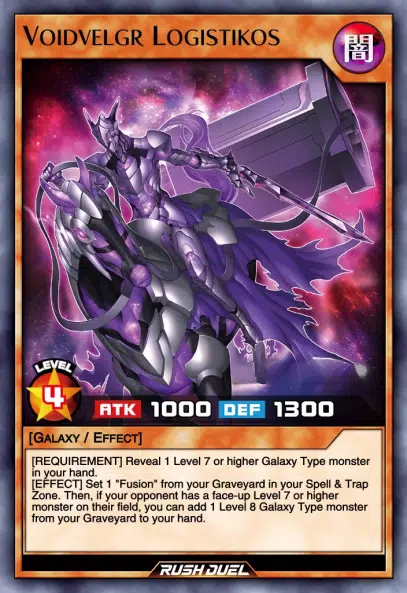 Voidvelgr Logistikos
闇
LEVEL
4
ATK 1000 DEF 1300
[Galaxy / Effect]
[REQUIREMENT] Reveal 1 Level 7 or higher Galaxy Type monster
in your hand.
[EFFECT] Set 1 "Fusion" from your Graveyard in your Spell & Trap
Zone. Then, if your opponent has a face-up Level 7 or higher
monster on their field, you can add 1 Level 8 Galaxy Type monster
from your Graveyard to your hand.
RUSH DUEL